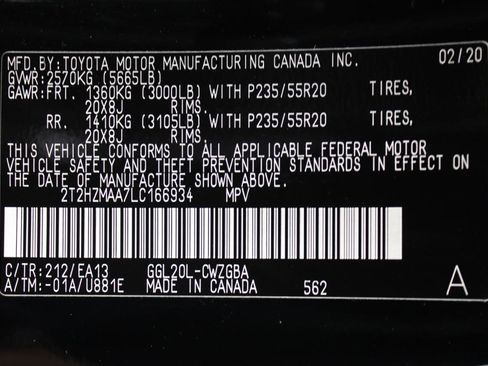 MFD.BY:TOYOTA MOTOR MANUFACTURING CANADA INC. 02/20
GVWR:2570KG (5665LB)
GAWR:FRT. 1360KG (3000LB) WITH P235/55R20 TIRES,
20X8J RIMS.
RR. 1410KG (3105LB) WITH P235/55R20 TIRES,
20X8J RIMS.
THIS VEHICLE CONFORMS TO ALL APPLICABLE FEDERAL MOTOR
VEHICLE SAFETY AND THEFT PREVENTION STANDARDS IN EFFECT ON
THE DATE OF MANUFACTURE SHOWN ABOVE.
2T2HZMAA7LC166934 MPV
C/TR:212/EA13 GGL20L-CWZGBA
A/TM:-01A/U881E MADE IN CANADA 562 A